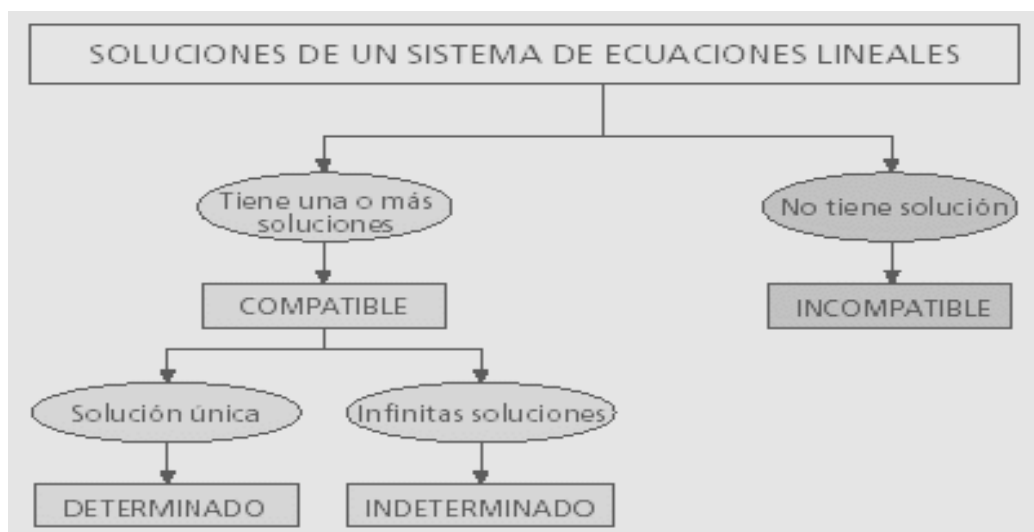 SOLUCIONES DE UN SISTEMA DE ECUACIONES LINEALES
Tiene una o más
soluciones
No tiene solución
COMPATIBLE
INCOMPATIBLE
Solución única
Infinitas soluciones
DETERMINADO
INDETERMINADO